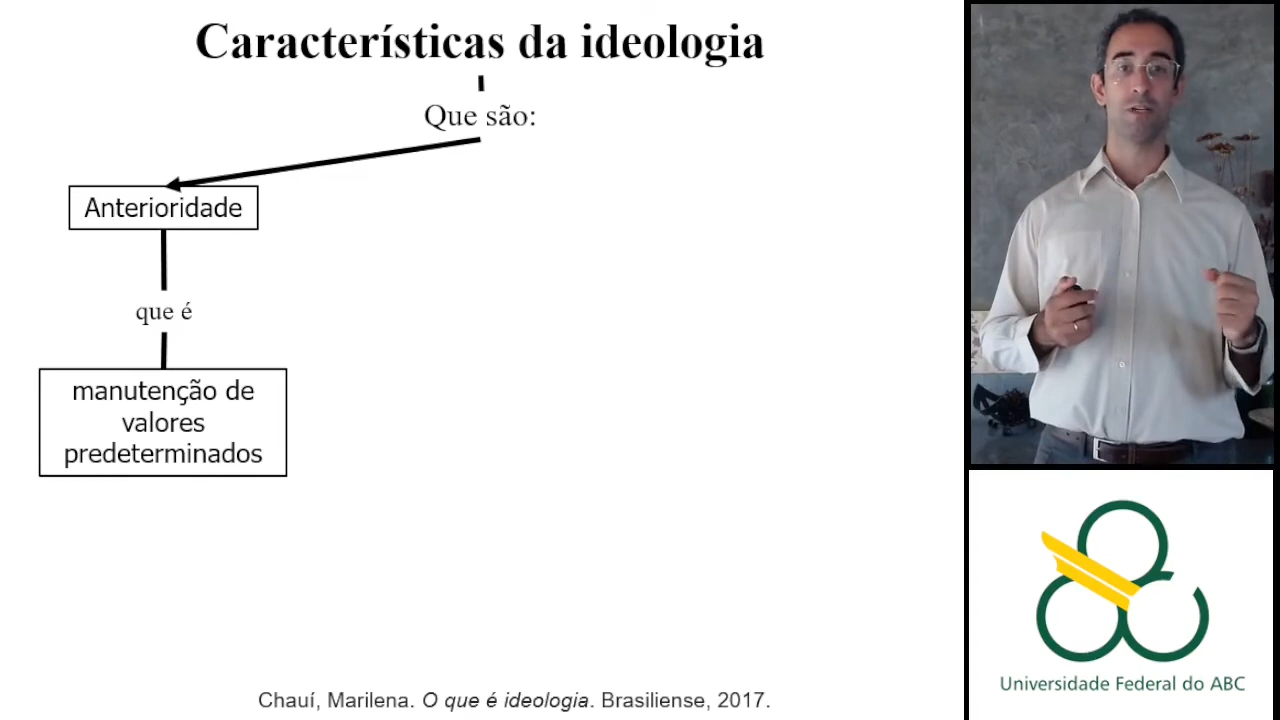 Características da ideologia
Que são:
Anterioridade
que é
manutenção de
valores
predeterminados
Chauí, Marilena. O que é ideologia. Brasiliense, 2017.
Universidade Federal do ABC